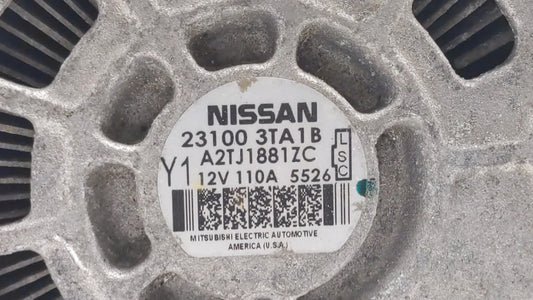 NISSAN
23100 3TA1B
A2TJ1881ZC
Y1
12V 110A 5526
L
S
C
MITSUBISHI ELECTRIC AUTOMOTIVE
AMERICA (U.S.A.)